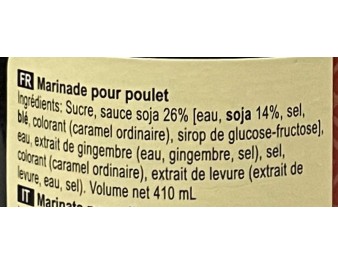 FR Marinade pour poulet
Ingrédients: Sucre, sauce soja 26% [eau, soja 14%, sel,
blé, colorant (caramel ordinaire), sirop de glucose-fructose],
eau, extrait de gingembre (eau, gingembre, sel), sel,
colorant (caramel ordinaire), extrait de levure (extrait de
levure, eau, sel). Volume net 410 mL
IT